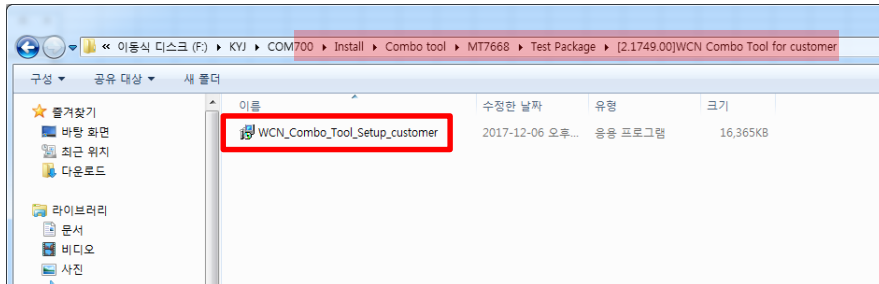 « 이동식 디스크 (F:) ▸ KYJ ▸ COM700 ▸ Install ▸ Combo tool ▸ MT7668 ▸ Test Package ▸ [2.1749.00]WCN Combo Tool for customer
구성 ▼ 공유 대상 ▼ 새 폴더
즐겨찾기
바탕 화면
최근 위치
다운로드
라이브러리
문서
비디오
사진
이름 수정한 날짜 유형 크기
WCN_Combo_Tool_Setup_customer 2017-12-06 오후... 응용 프로그램 16,365KB